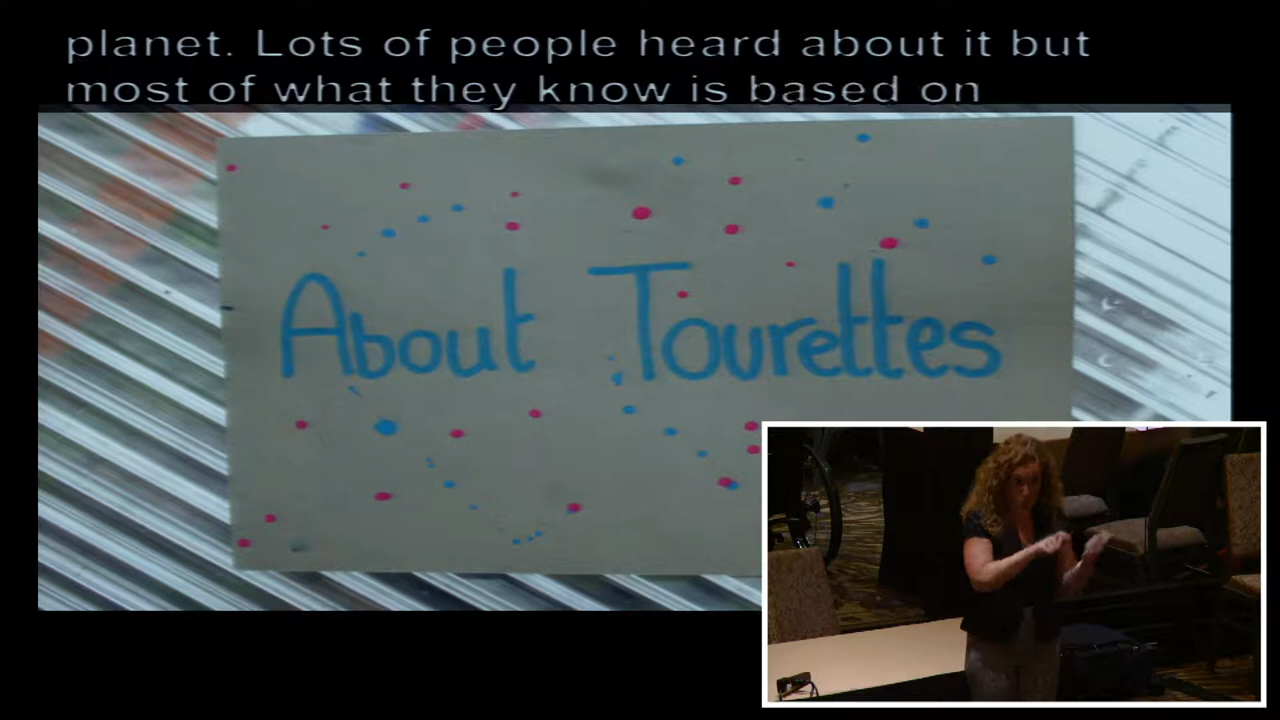 planet. Lots of people heard about it but
most of what they know is based on
About Tourettes